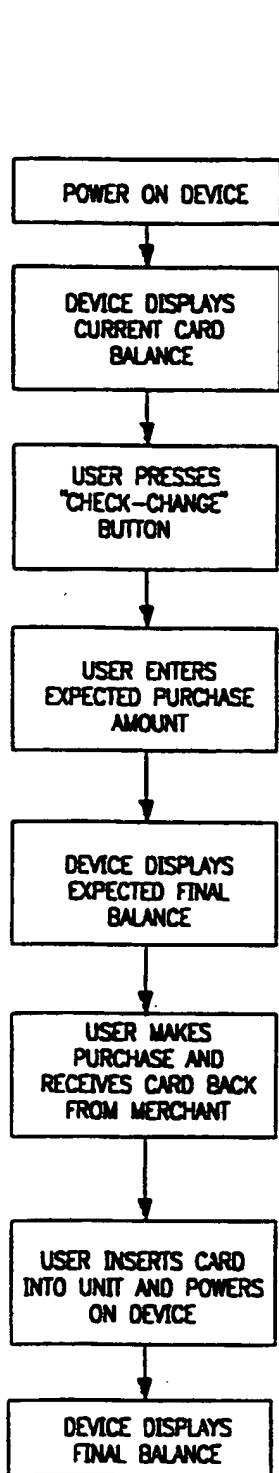 POWER ON DEVICE
DEVICE DISPLAYS
CURRENT CARD
BALANCE
USER PRESSES
"CHECK-CHANGE"
BUTTON
USER ENTERS
EXPECTED PURCHASE
AMOUNT
DEVICE DISPLAYS
EXPECTED FINAL
BALANCE
USER MAKES
PURCHASE AND
RECEIVES CARD BACK
FROM MERCHANT
USER INSERTS CARD
INTO UNIT AND POWERS
ON DEVICE
DEVICE DISPLAYS
FINAL BALANCE